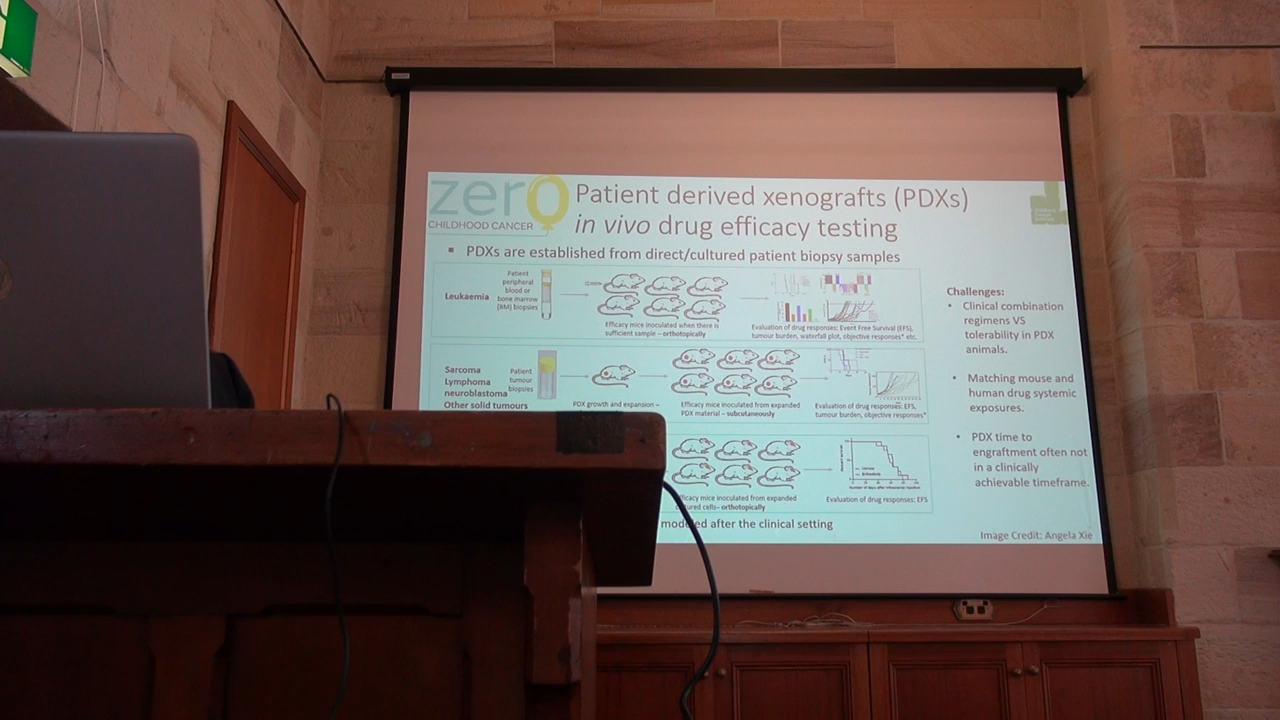 zero
CHILDHOOD CANCER
Patient derived xenografts (PDXs)
in vivo drug efficacy testing
▪ PDXs are established from direct/cultured patient biopsy samples
Leukaemia
Patient
peripheral
blood or
bone marrow
(BM) biopsies
Efficacy mice inoculated when there is
sufficient sample – orthotopically
Evaluation of drug responses: Event Free Survival (EFS),
tumour burden, waterfall plot, objective responses* etc.
Sarcoma
Lymphoma
neuroblastoma
Other solid tumours
Patient
tumour
biopsies
PDX growth and expansion –
Efficacy mice inoculated from expanded
PDX material – subcutaneously
Evaluation of drug responses: EFS,
tumour burden, objective responses*
icacy mice inoculated from expanded
ured cells– orthotopically
Evaluation of drug responses: EFS
after the clinical setting
Challenges:
• Clinical combination
regimens VS
tolerability in PDX
animals.
• Matching mouse and
human drug systemic
exposures.
• PDX time to
engraftment often not
in a clinically
achievable timeframe.
Image Credit: Angela Xie